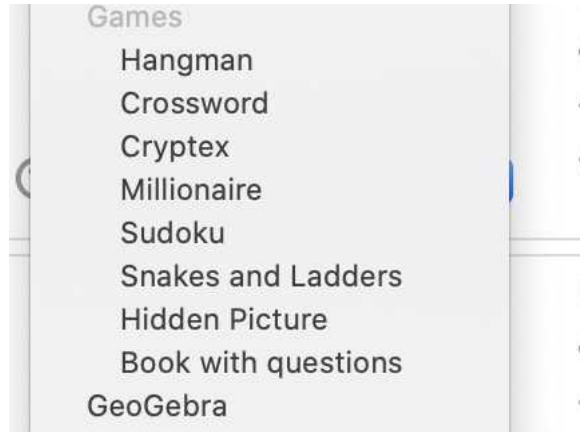 Games
Hangman
Crossword
Cryptex
Millionaire
Sudoku
Snakes and Ladders
Hidden Picture
Book with questions
GeoGebra